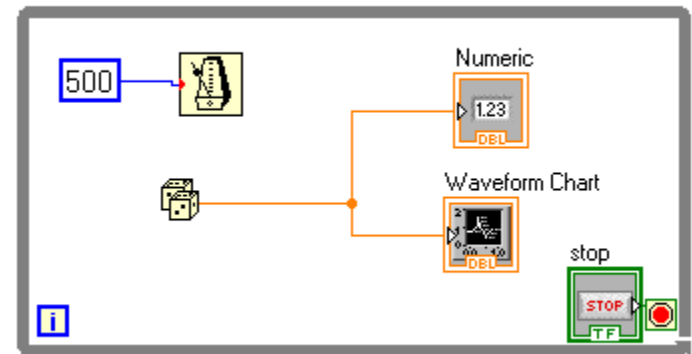 500
Numeric
1.23
DBL
Waveform Chart
DBL
stop
STOP
TF
i